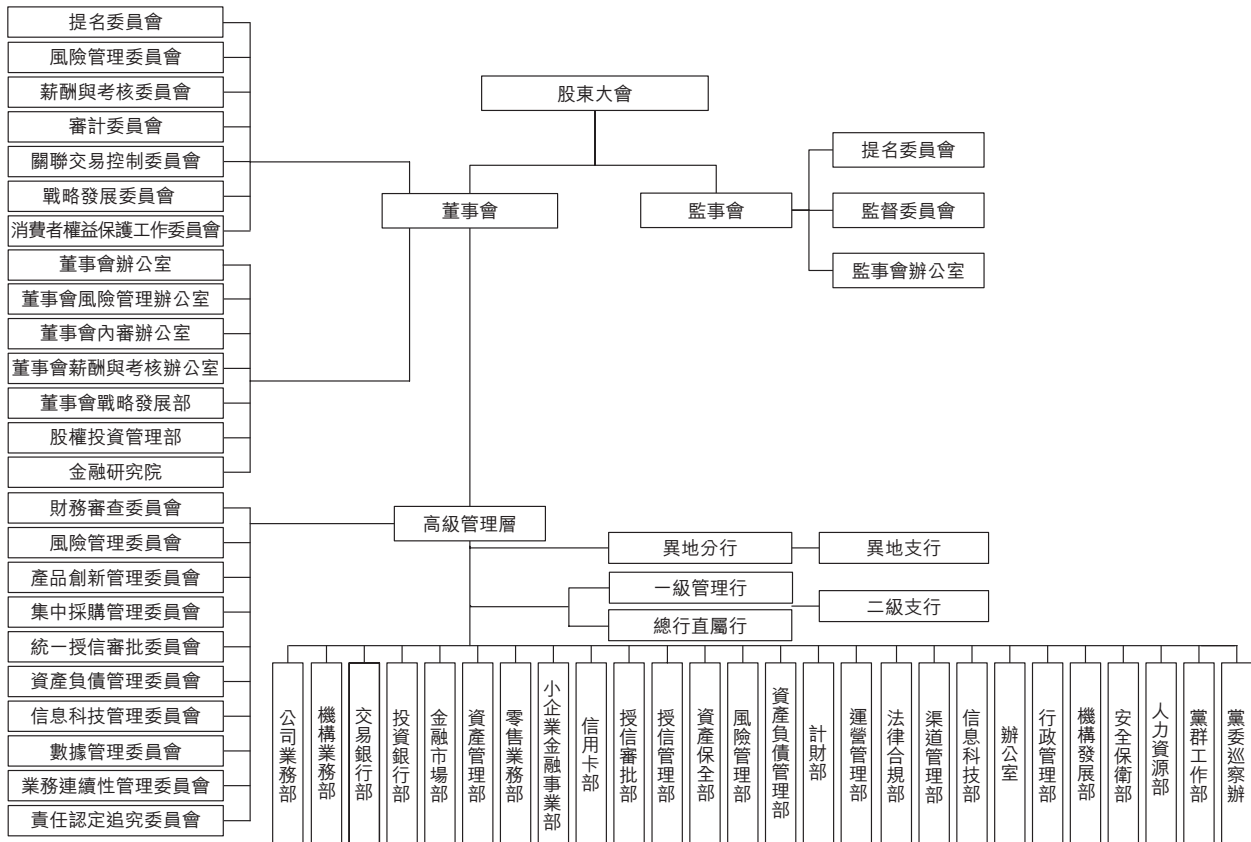 提名委員會
風險管理委員會
薪酬與考核委員會
審計委員會
關聯交易控制委員會
戰略發展委員會
消費者權益保護工作委員會
董事會辦公室
董事會風險管理辦公室
董事會內審辦公室
董事會薪酬與考核辦公室
董事會戰略發展部
股權投資管理部
金融研究院
財務審查委員會
風險管理委員會
產品創新管理委員會
集中採購管理委員會
統一授信審批委員會
資產負債管理委員會
信息科技管理委員會
數據管理委員會
業務連續性管理委員會
責任認定追究委員會
股東大會
董事會
監事會
提名委員會
監督委員會
監事會辦公室
高級管理層
異地分行
異地支行
一級管理行
總行直屬行
二級支行
公司業務部
機構業務部
交易銀行部
投資銀行部
金融市場部
資產管理部
零售業務部
小企業金融事業部
信用卡部
授信審批部
授信管理部
資產保全部
風險管理部
資產負債管理部
計財部
運營管理部
法律合規部
渠道管理部
信息科技部
辦公室
行政管理部
機構發展部
安全保衛部
人力資源部
黨群工作部
黨委巡察辦